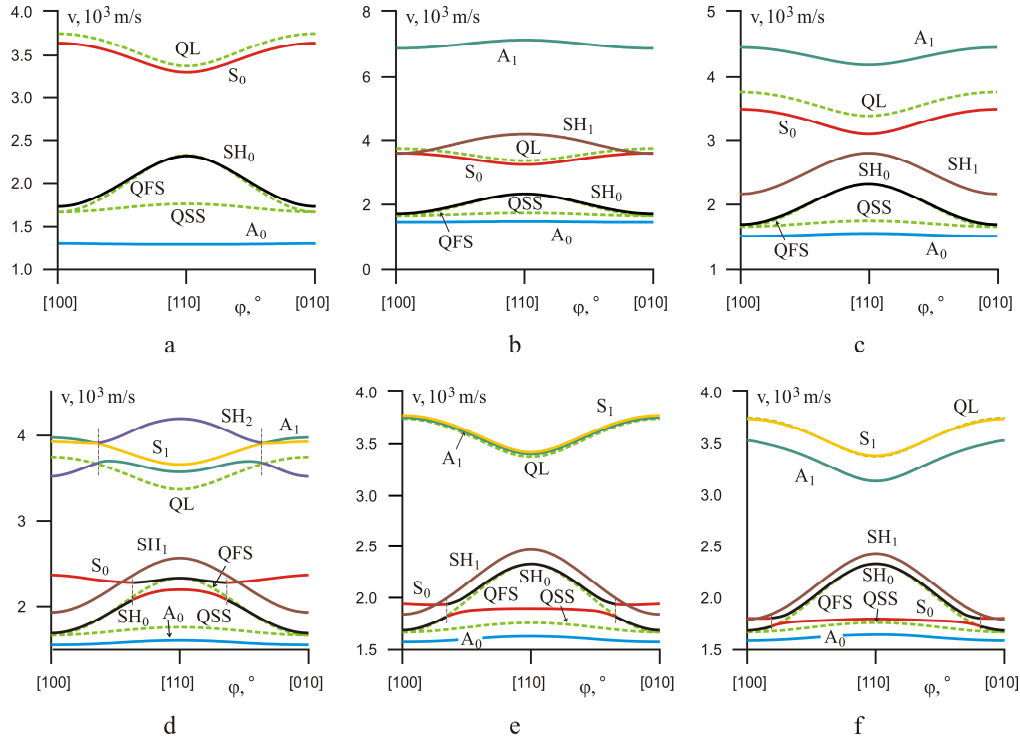 v, 10³ m/s
4.0
3.5
3.0
2.5
2.0
1.5
1.0
QL
S₀
SH₀
QFS
QSS
A₀
[100]
[110]
φ, °
[010]
a
v, 10³ m/s
8
6
4
2
0
A₁
SH₁
QL
S₀
SH₀
QSS
QFS
A₀
[100]
[110]
φ, °
[010]
b
v, 10³ m/s
5
4
3
2
1
A₁
QL
S₀
SH₁
SH₀
QSS
QFS
A₀
[100]
[110]
φ, °
[010]
c
v, 10³ m/s
4
3
2
SH₂
A₁
S₁
QL
SH₁
QFS
S₀
SH₀
A₀
QSS
[100]
[110]
φ, °
[010]
d
v, 10³ m/s
4.0
3.5
3.0
2.5
2.0
1.5
S₁
A₁
QL
SH₁
S₀
SH₀
QFS
QSS
A₀
[100]
[110]
φ, °
[010]
e
v, 10³ m/s
4.0
3.5
3.0
2.5
2.0
1.5
QL
S₁
A₁
SH₁
SH₀
QFS
QSS
S₀
A₀
[100]
[110]
φ, °
[010]
f